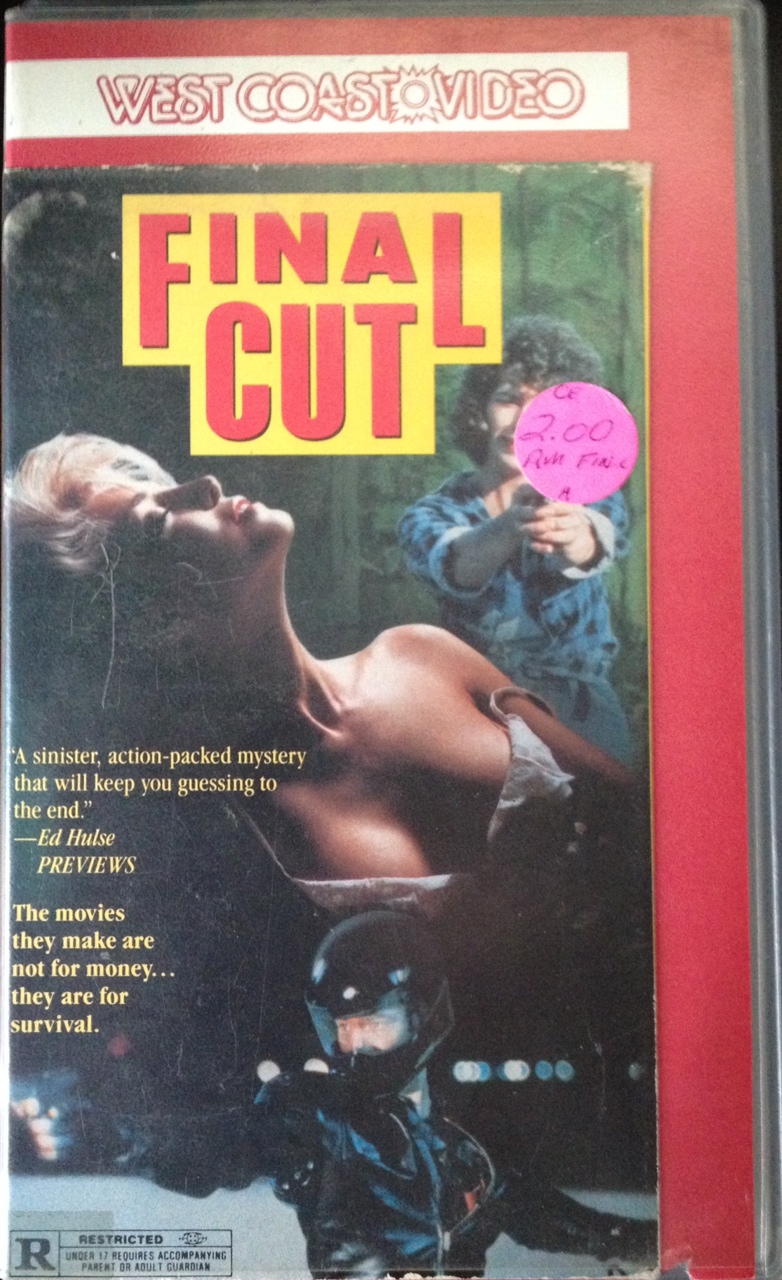 WEST COAST VIDEO
FINAL
CUT
CE
2.00
"A sinister, action-packed mystery
that will keep you guessing to
the end."
—Ed Hulse
PREVIEWS
The movies
they make are
not for money...
they are for
survival.
R
RESTRICTED
UNDER 17 REQUIRES ACCOMPANYING
PARENT OR ADULT GUARDIAN